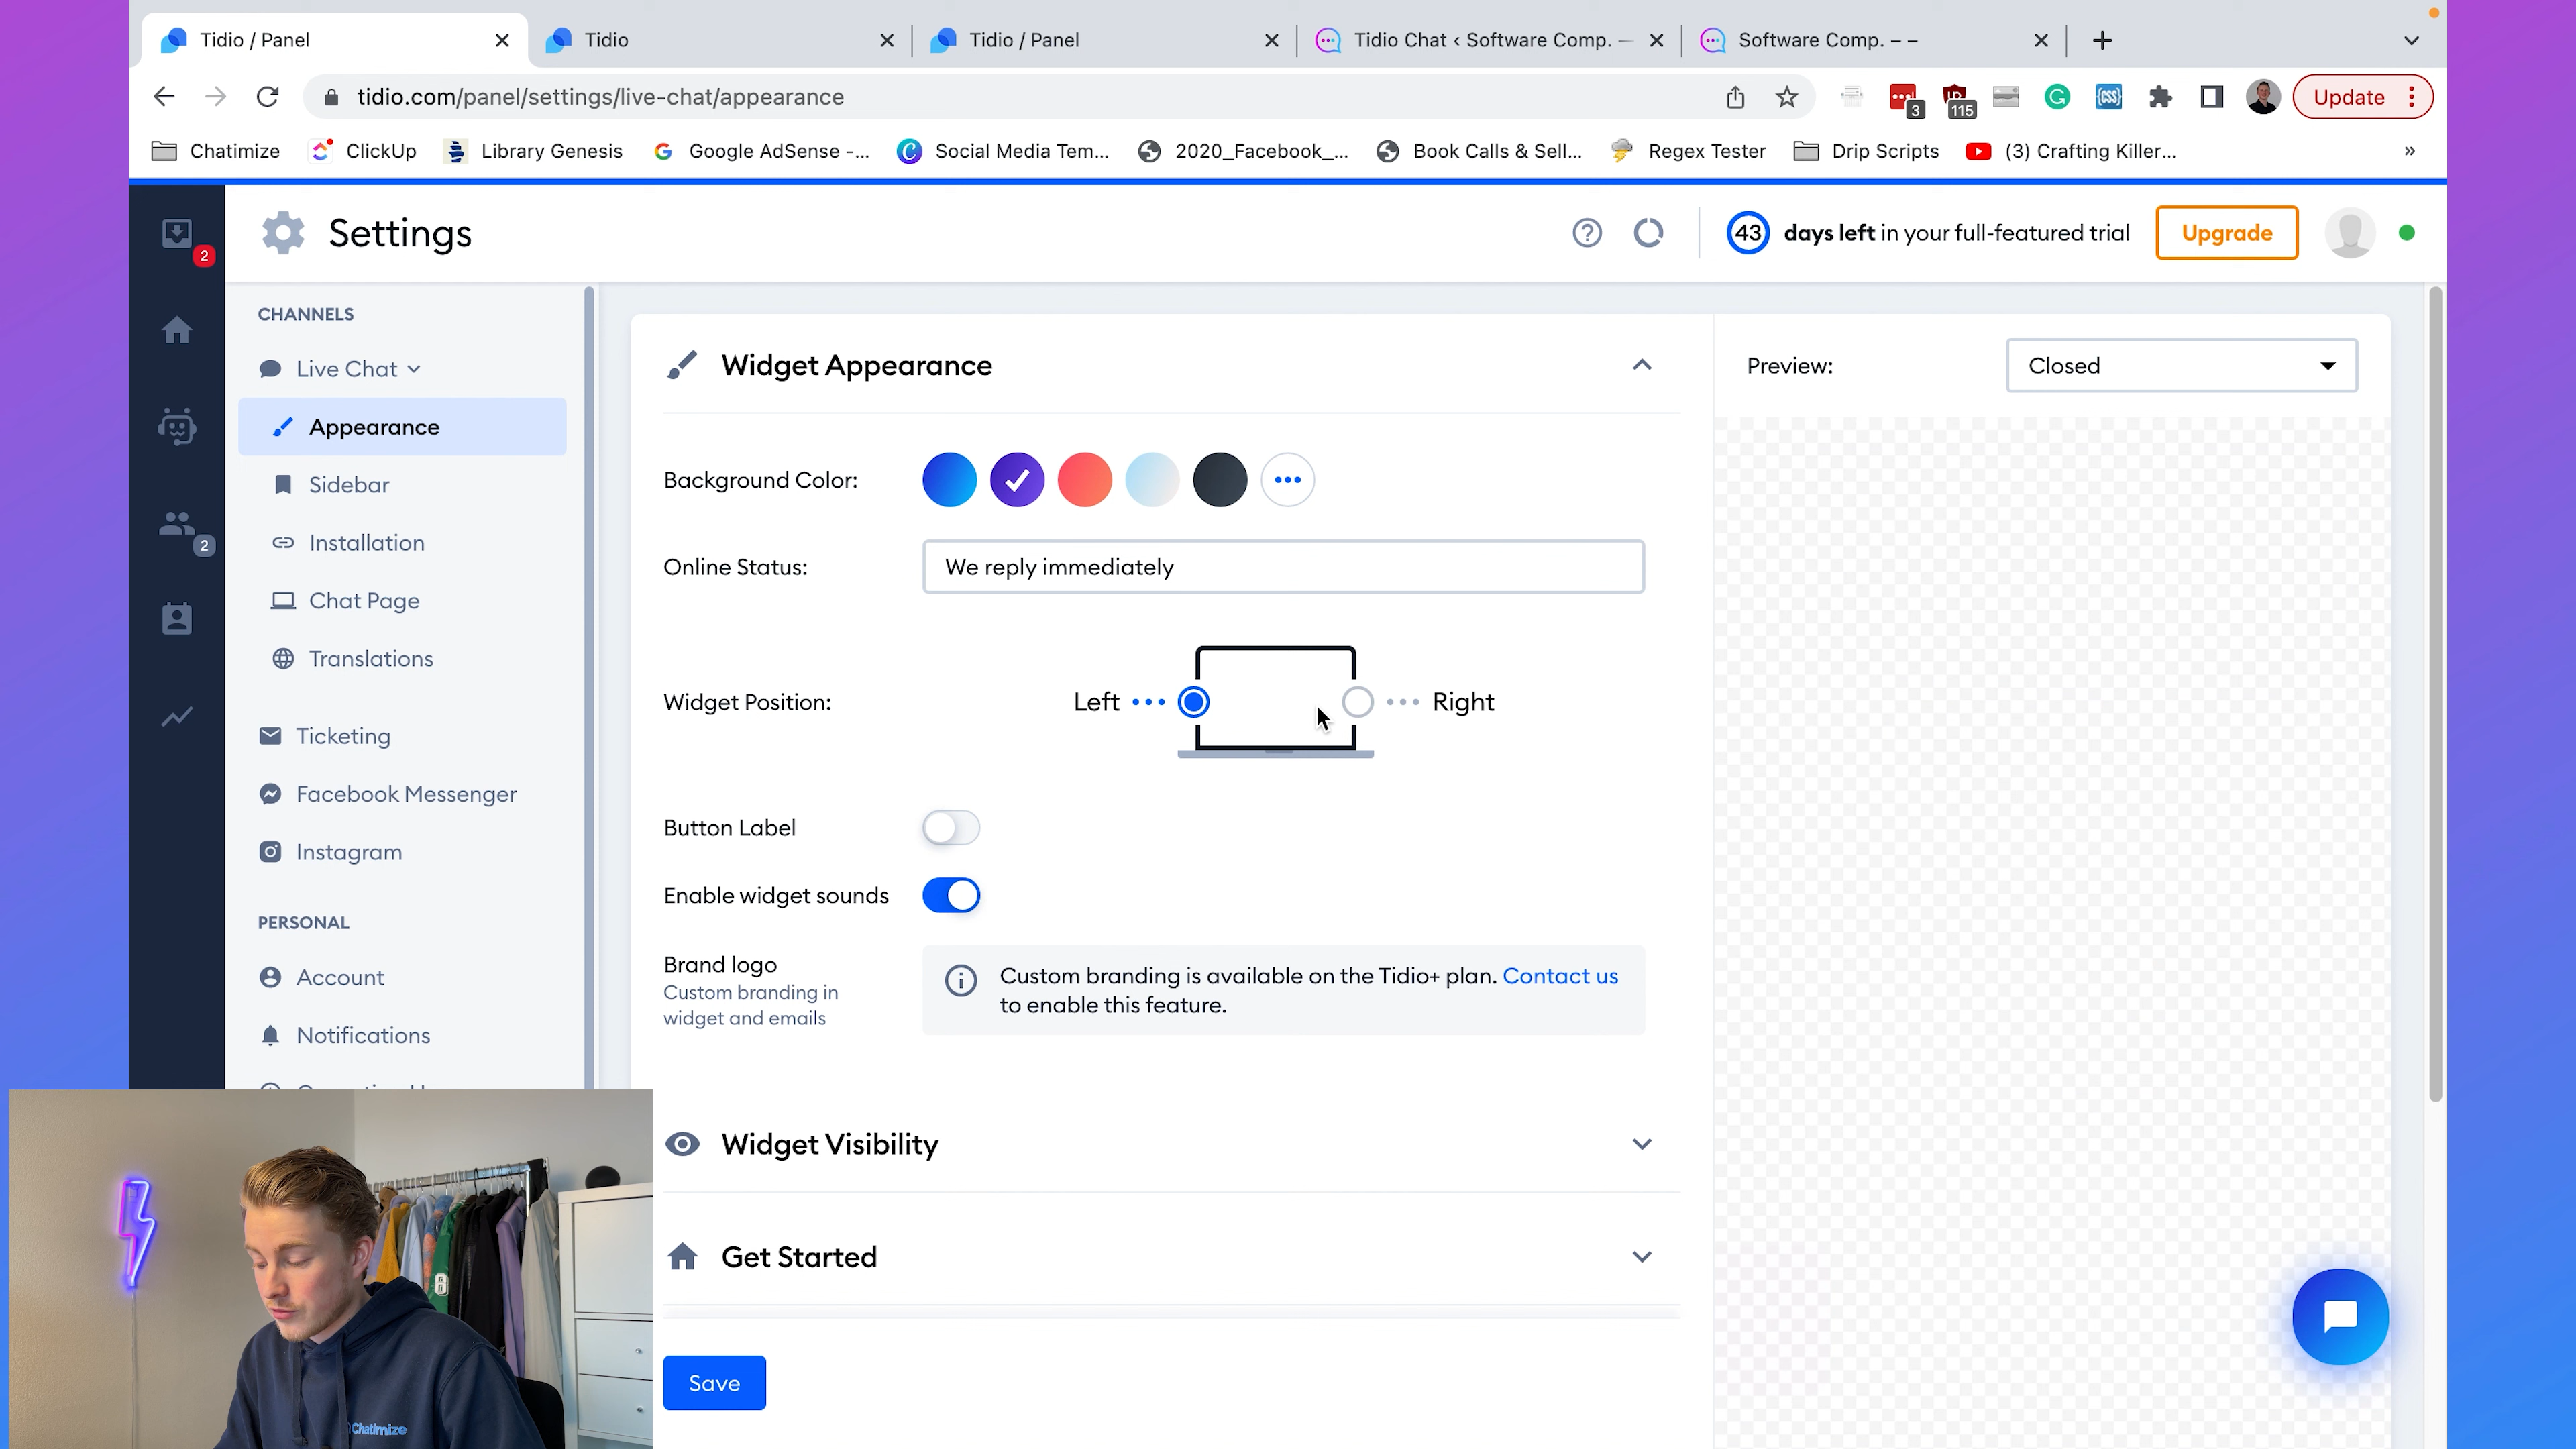 Tidio / Panel
Tidio
Tidio / Panel
Tidio Chat ‹ Software Comp. —
Software Comp. – –
tidio.com/panel/settings/live-chat/appearance
3
115
Update
Chatimize
ClickUp
Library Genesis
Google AdSense -...
Social Media Tem...
2020_Facebook_...
Book Calls & Sell...
Regex Tester
Drip Scripts
(3) Crafting Killer...
»
2
2
Settings
43 days left in your full-featured trial
Upgrade
CHANNELS
Live Chat
Appearance
Sidebar
Installation
Chat Page
Translations
Ticketing
Facebook Messenger
Instagram
PERSONAL
Account
Notifications
Widget Appearance
Background Color:
Online Status:
We reply immediately
Widget Position:
Left
Right
Button Label
Enable widget sounds
Brand logo
Custom branding in
widget and emails
Custom branding is available on the Tidio+ plan. Contact us
to enable this feature.
Widget Visibility
Get Started
Save
Preview:
Closed
Chatimize